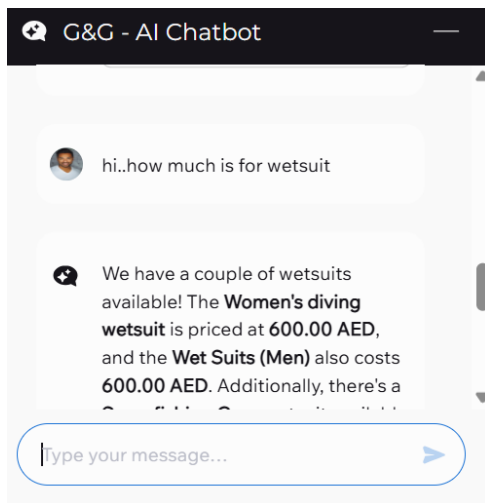 G&G - AI Chatbot
hi..how much is for wetsuit
We have a couple of wetsuits
available! The Women's diving
wetsuit is priced at 600.00 AED,
and the Wet Suits (Men) also costs
600.00 AED. Additionally, there's a
Type your message...